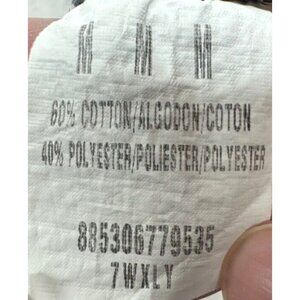 M M M
60% COTTON/ALGODON/COTON
40% POLYESTER/POLIESTER/POLYESTER
885306779535
7WXLY